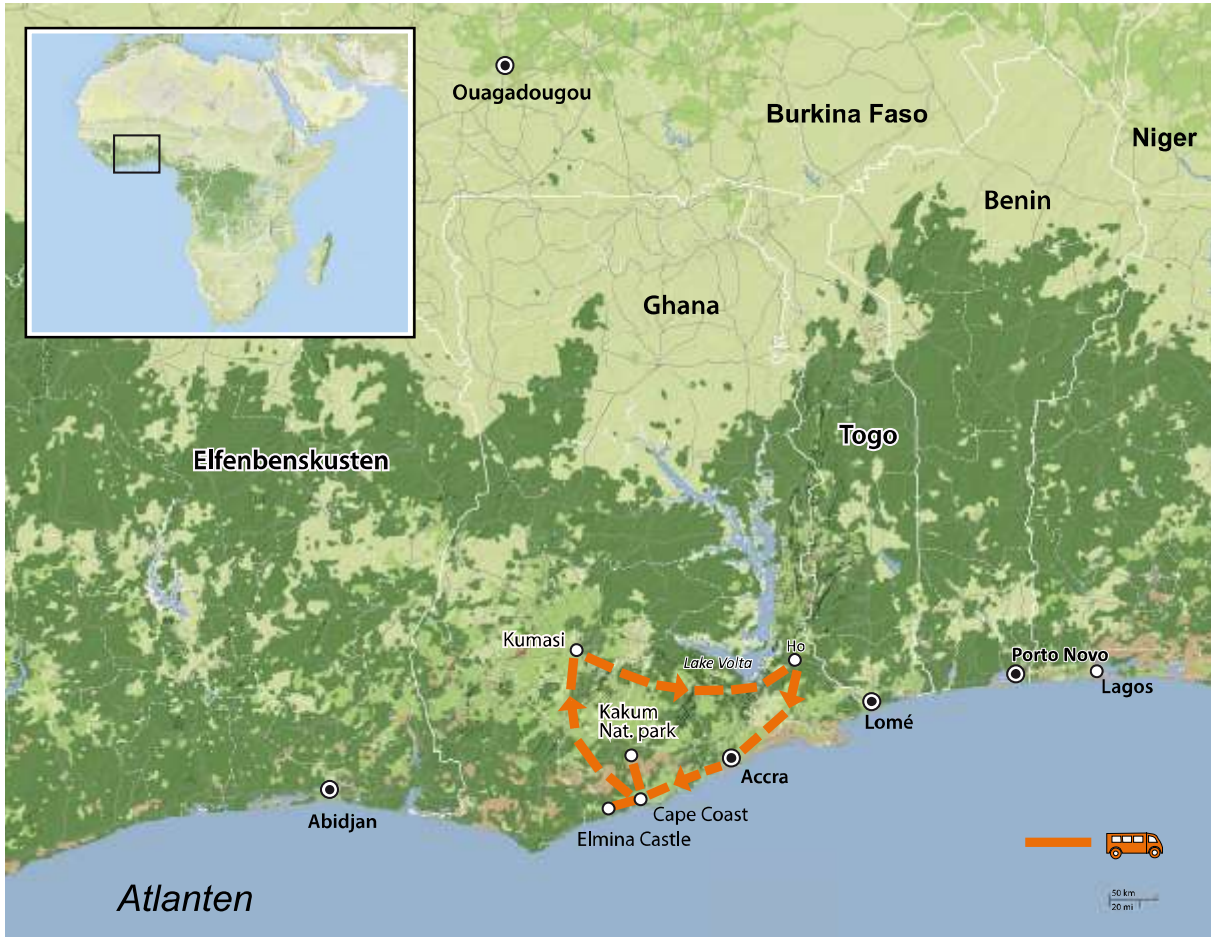 Ouagadougou
Burkina Faso
Niger
Benin
Ghana
Togo
Elfenbenskusten
Kumasi
Lake Volta
Ho
Porto Novo
Lagos
Kakum
Nat. park
Lomé
Accra
Abidjan
Cape Coast
Elmina Castle
Atlanten
50 km
20 mi